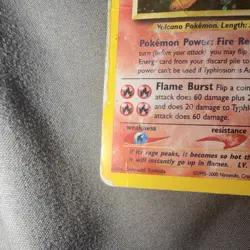 Volcano Pokémon. Length:
Pokémon Power: Fire Re
turn (before your attack) you may flip
Energy card from your discard pile to
power can't be used if Typhlosion is
Flame Burst Flip a coin
attack does 60 damage plus 2
and does 20 damage to Typhlo
attack does 60 damage.
weakness
resistance
If its rage peaks, it becomes so hot th
it will instantly go up in flames. LV.
©1995-2000 Nintendo, Crea